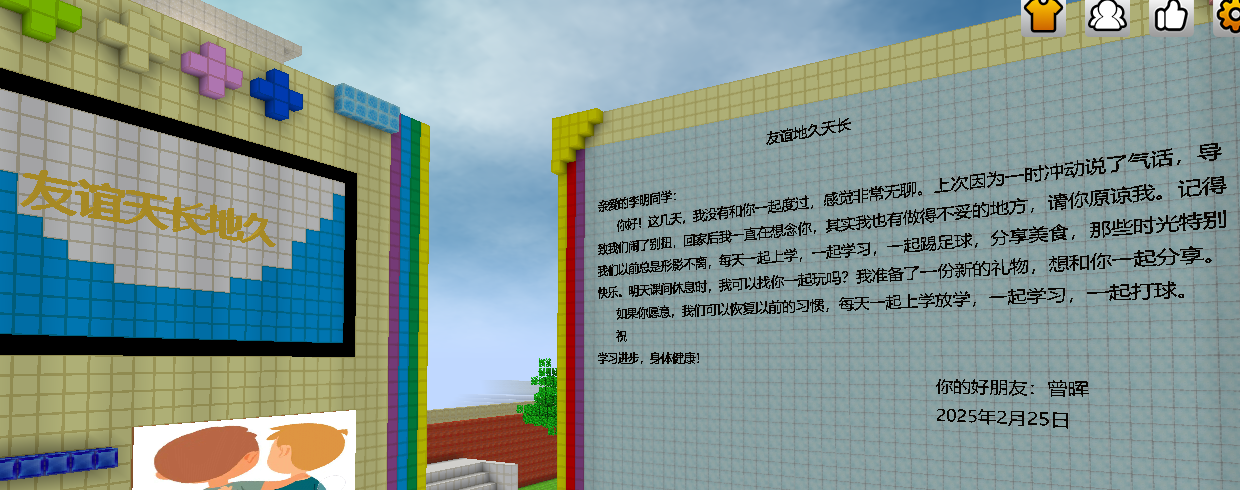 友谊天长地久
友谊地久天长
亲爱的李明同学：
你好！这几天，我没有和你一起度过，感觉非常无聊。上次因为一时冲动说了气话，导
致我们闹了别扭，回家后我一直在想念你，其实我也有做得不妥的地方，请你原谅我。记得
我们以前总是形影不离，每天一起上学，一起学习，一起踢足球，分享美食，那些时光特别
快乐。明天课间休息时，我可以找你一起玩吗？我准备了一份新的礼物，想和你一起分享。
如果你愿意，我们可以恢复以前的习惯，每天一起上学放学，一起学习，一起打球。
祝
学习进步，身体健康！
你的好朋友：曾晖
2025年2月25日